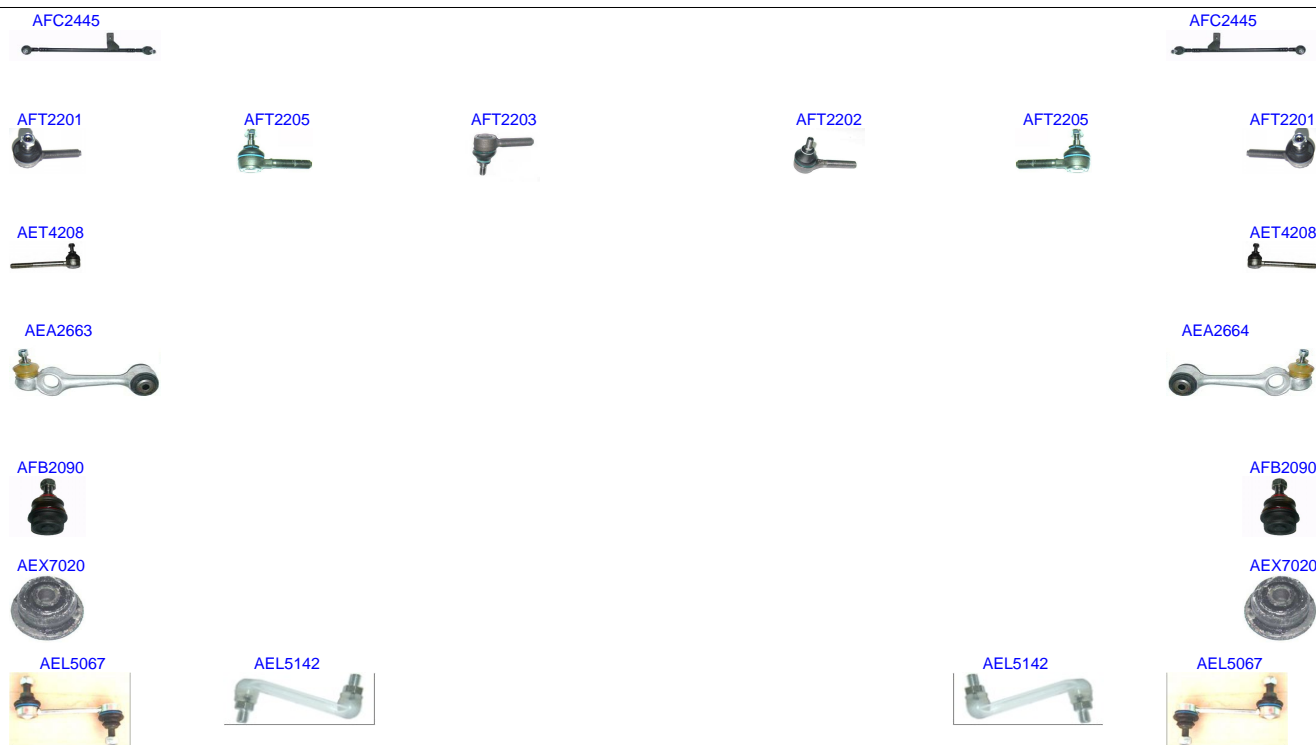 AFC2445 AFC2445
AFT2201 AFT2205 AFT2203 AFT2202 AFT2205 AFT2201
AET4208 AET4208
AEA2663 AEA2664
AFB2090 AFB2090
AEX7020 AEX7020
AEL5067 AEL5142 AEL5142 AEL5067